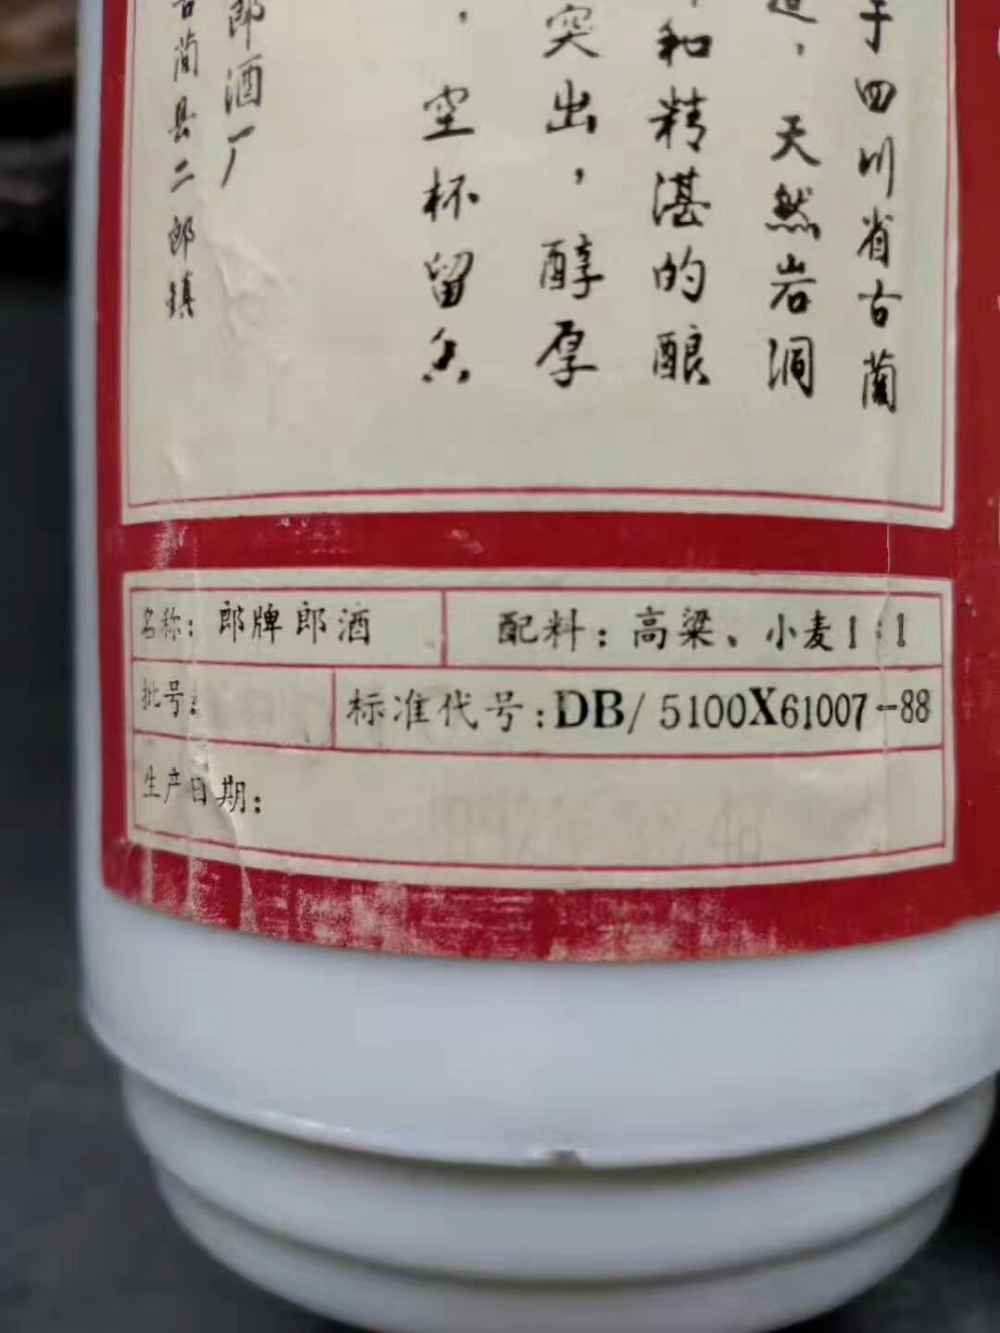 于四川省古蔺
道，天然岩洞
和精湛的酿
突出，醇厚
，空杯留香
郎酒厂
古蔺县二郎镇
名称：郎牌郎酒
配料：高粱、小麦1:1
批号：
标准代号：DB/5100X61007-88
生产日期：